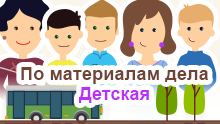 По материалам дела
Детская